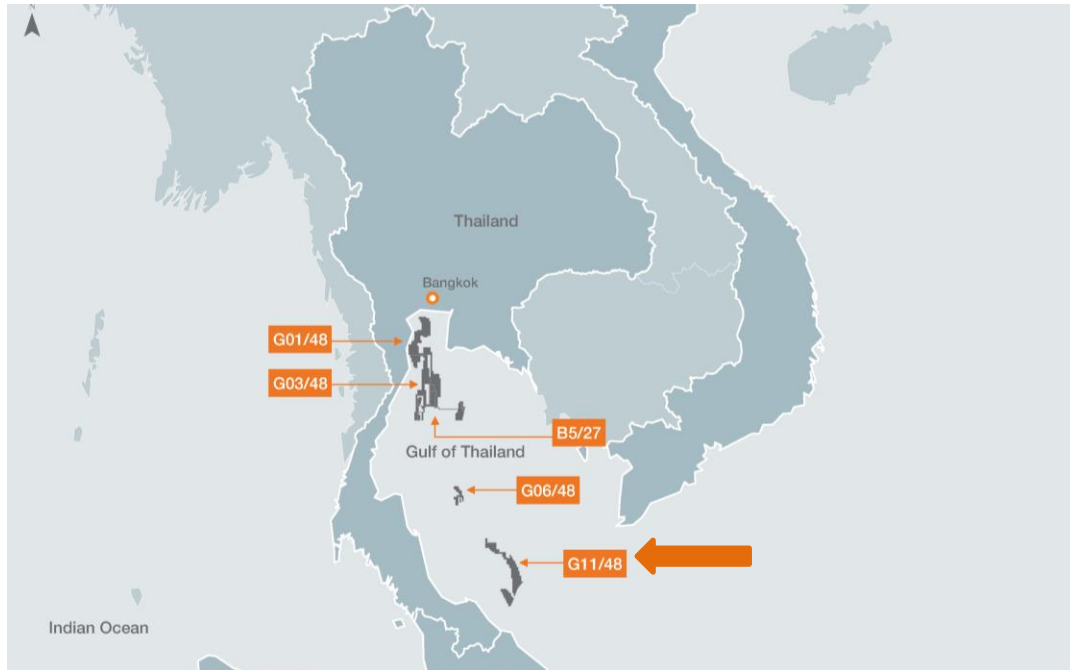 Thailand
Bangkok
G01/48
G03/48
B5/27
Gulf of Thailand
G06/48
G11/48
Indian Ocean